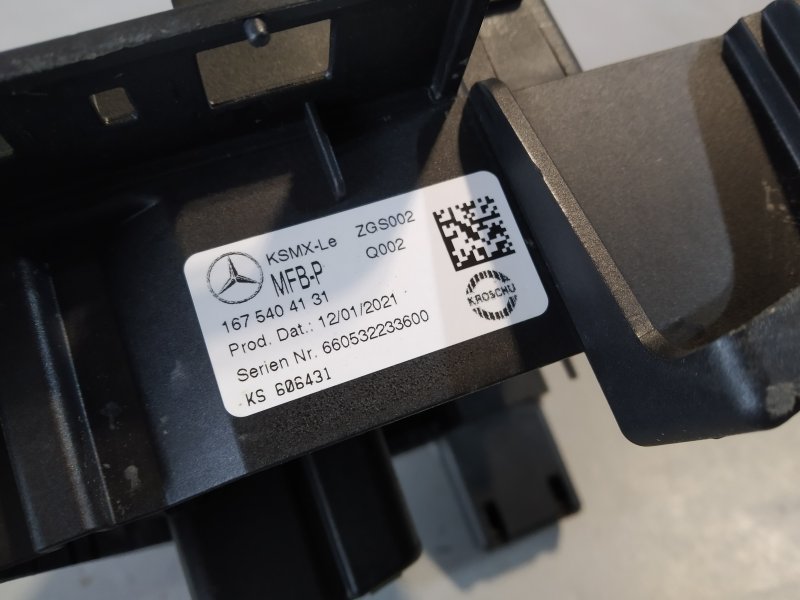 KSMX-Le ZGS002
MFB-P Q002
167 540 41 31
Prod. Dat.: 12/01/2021
Serien Nr. 660532233600
KS 606431
KROSCHU